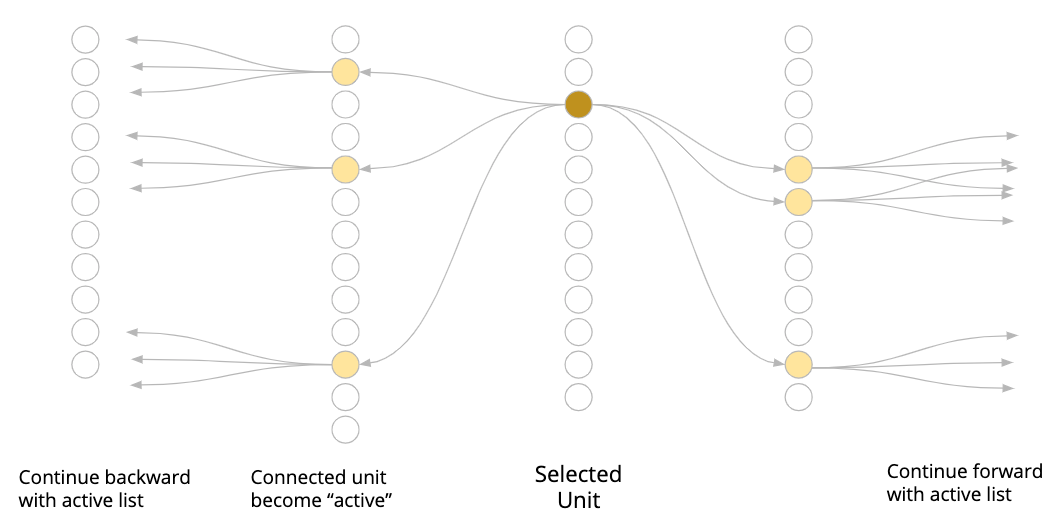 Continue backward
with active list
Connected unit
become “active”
Selected
Unit
Continue forward
with active list